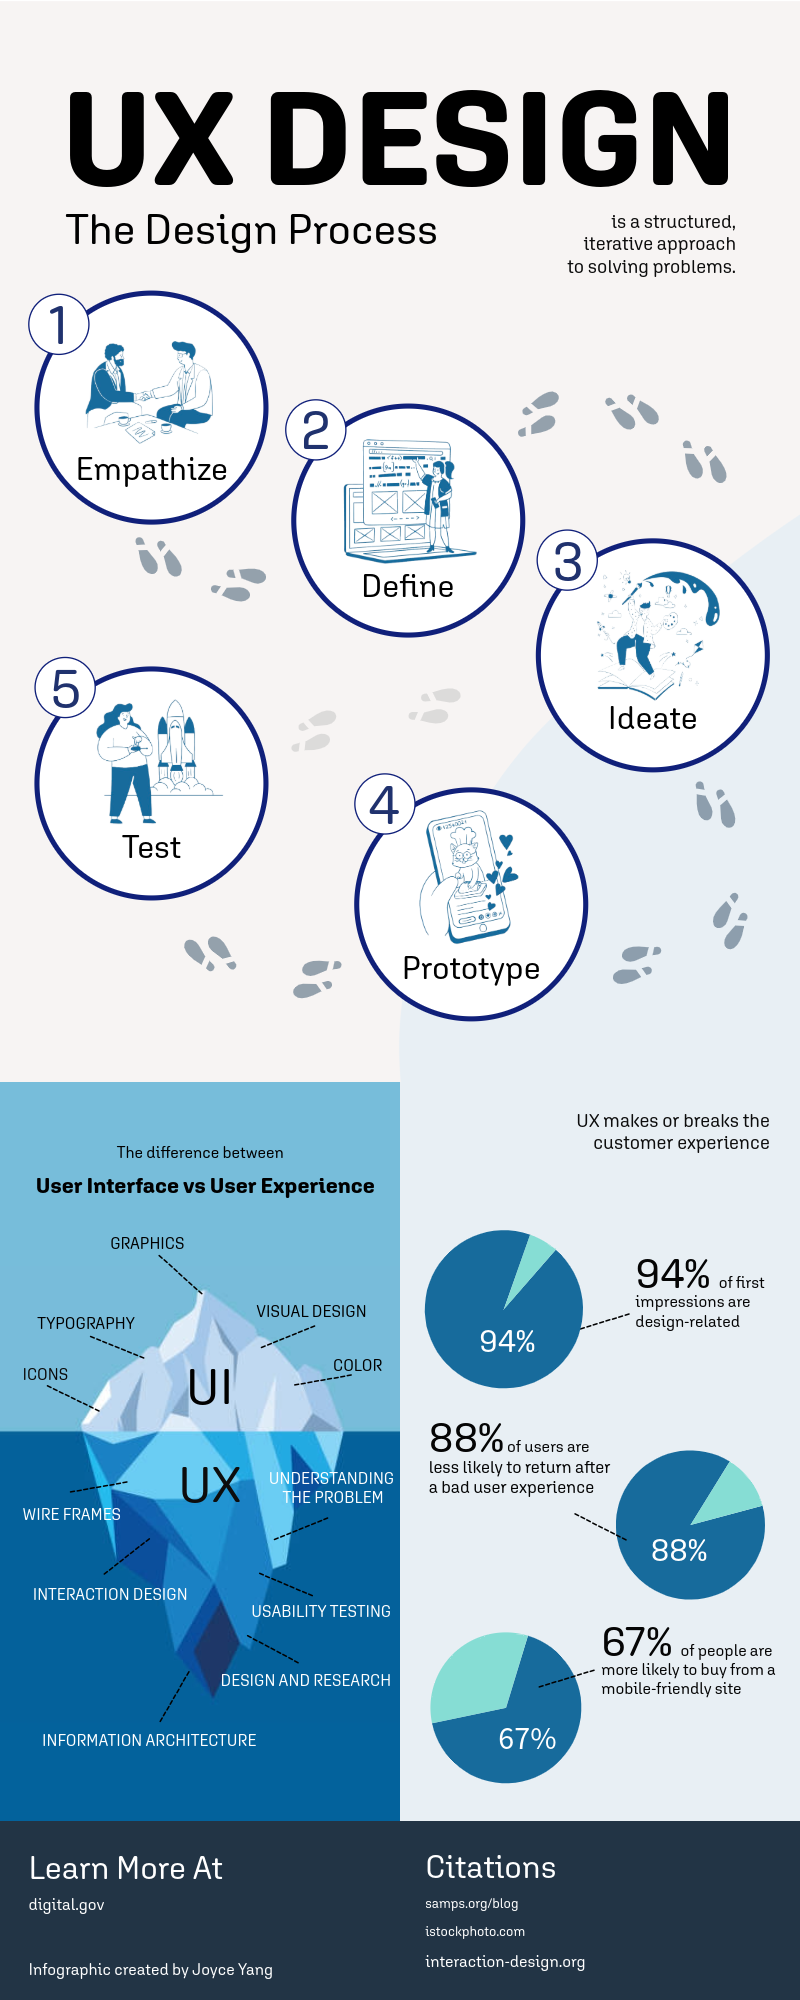 UX DESIGN
The Design Process
is a structured,
iterative approach
to solving problems.
1
Empathize
2
Define
3
Ideate
4
Prototype
5
Test
The difference between
User Interface vs User Experience
GRAPHICS
TYPOGRAPHY
VISUAL DESIGN
ICONS
COLOR
UI
UX
WIRE FRAMES
UNDERSTANDING
THE PROBLEM
INTERACTION DESIGN
USABILITY TESTING
DESIGN AND RESEARCH
INFORMATION ARCHITECTURE
UX makes or breaks the
customer experience
94%
94% of first
impressions are
design-related
88% of users are
less likely to return after
a bad user experience
88%
67% of people are
more likely to buy from a
mobile-friendly site
67%
Learn More At
digital.gov
Infographic created by Joyce Yang
Citations
samps.org/blog
istockphoto.com
interaction-design.org